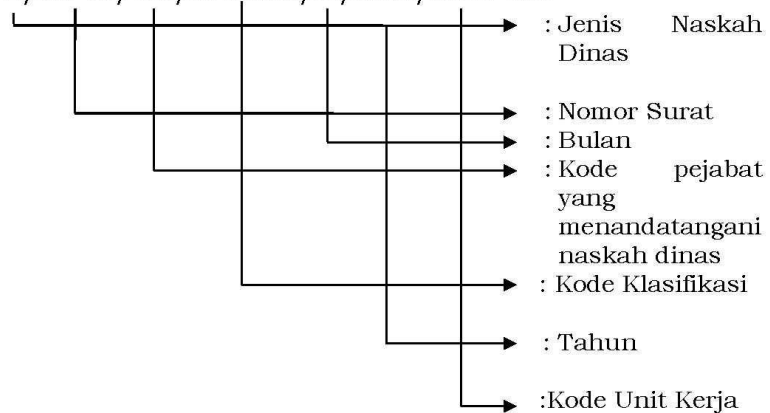 : Jenis Naskah
Dinas
: Nomor Surat
: Bulan
: Kode pejabat
yang
menandatangani
naskah dinas
: Kode Klasifikasi
: Tahun
:Kode Unit Kerja